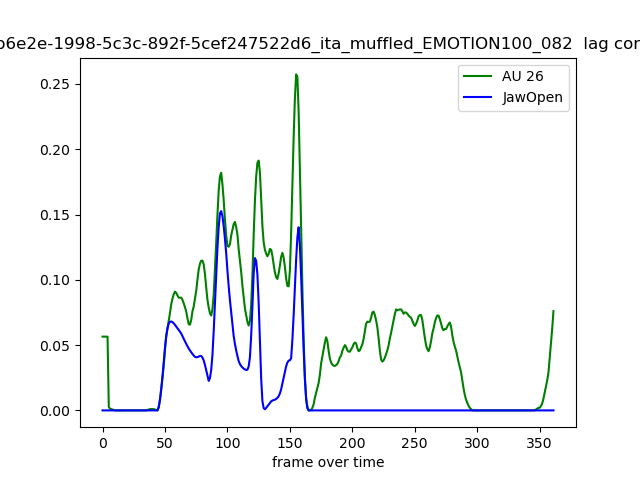 b6e2e-1998-5c3c-892f-5cef247522d6_ita_muffled_EMOTION100_082 lag cor
AU 26
JawOpen
0.25
0.20
0.15
0.10
0.05
0.00
0 50 100 150 200 250 300 350
frame over time